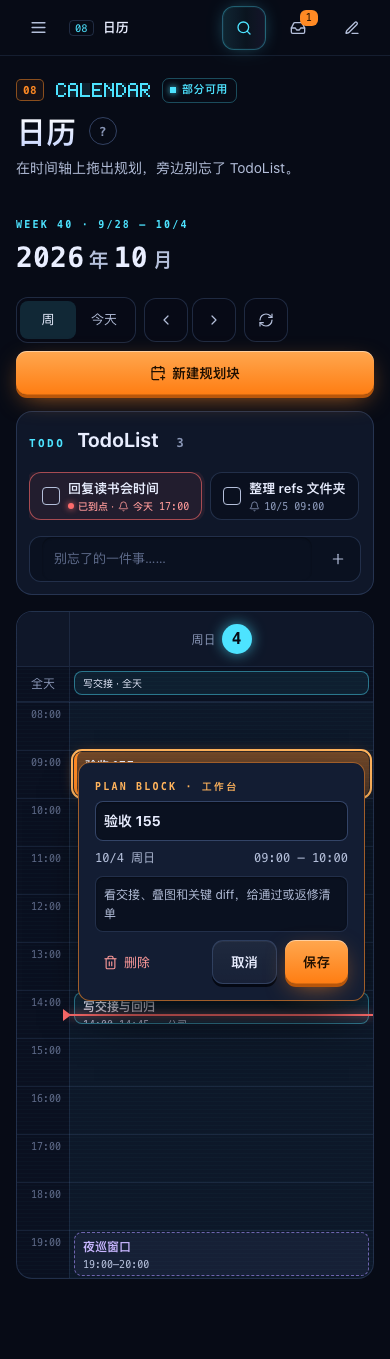 08 日历
1
08 CALENDAR 部分可用
日历 ?
在时间轴上拖出规划，旁边别忘了 TodoList。
WEEK 40 · 9/28 — 10/4
2026 年 10 月
周 今天
新建规划块
TODO TodoList 3
回复读书会时间
已到点 · 今天 17:00
整理 refs 文件夹
10/5 09:00
别忘了的一件事……
周日 4
全天 写交接 · 全天
08:00
09:00
PLAN BLOCK · 工作台
验收 155
10/4 周日 09:00 — 10:00
看交接、叠图和关键 diff，给通过或返修清
单
删除 取消 保存
10:00
11:00
12:00
13:00
14:00 写交接与回归
15:00
16:00
17:00
18:00
19:00 夜巡窗口
19:00—20:00